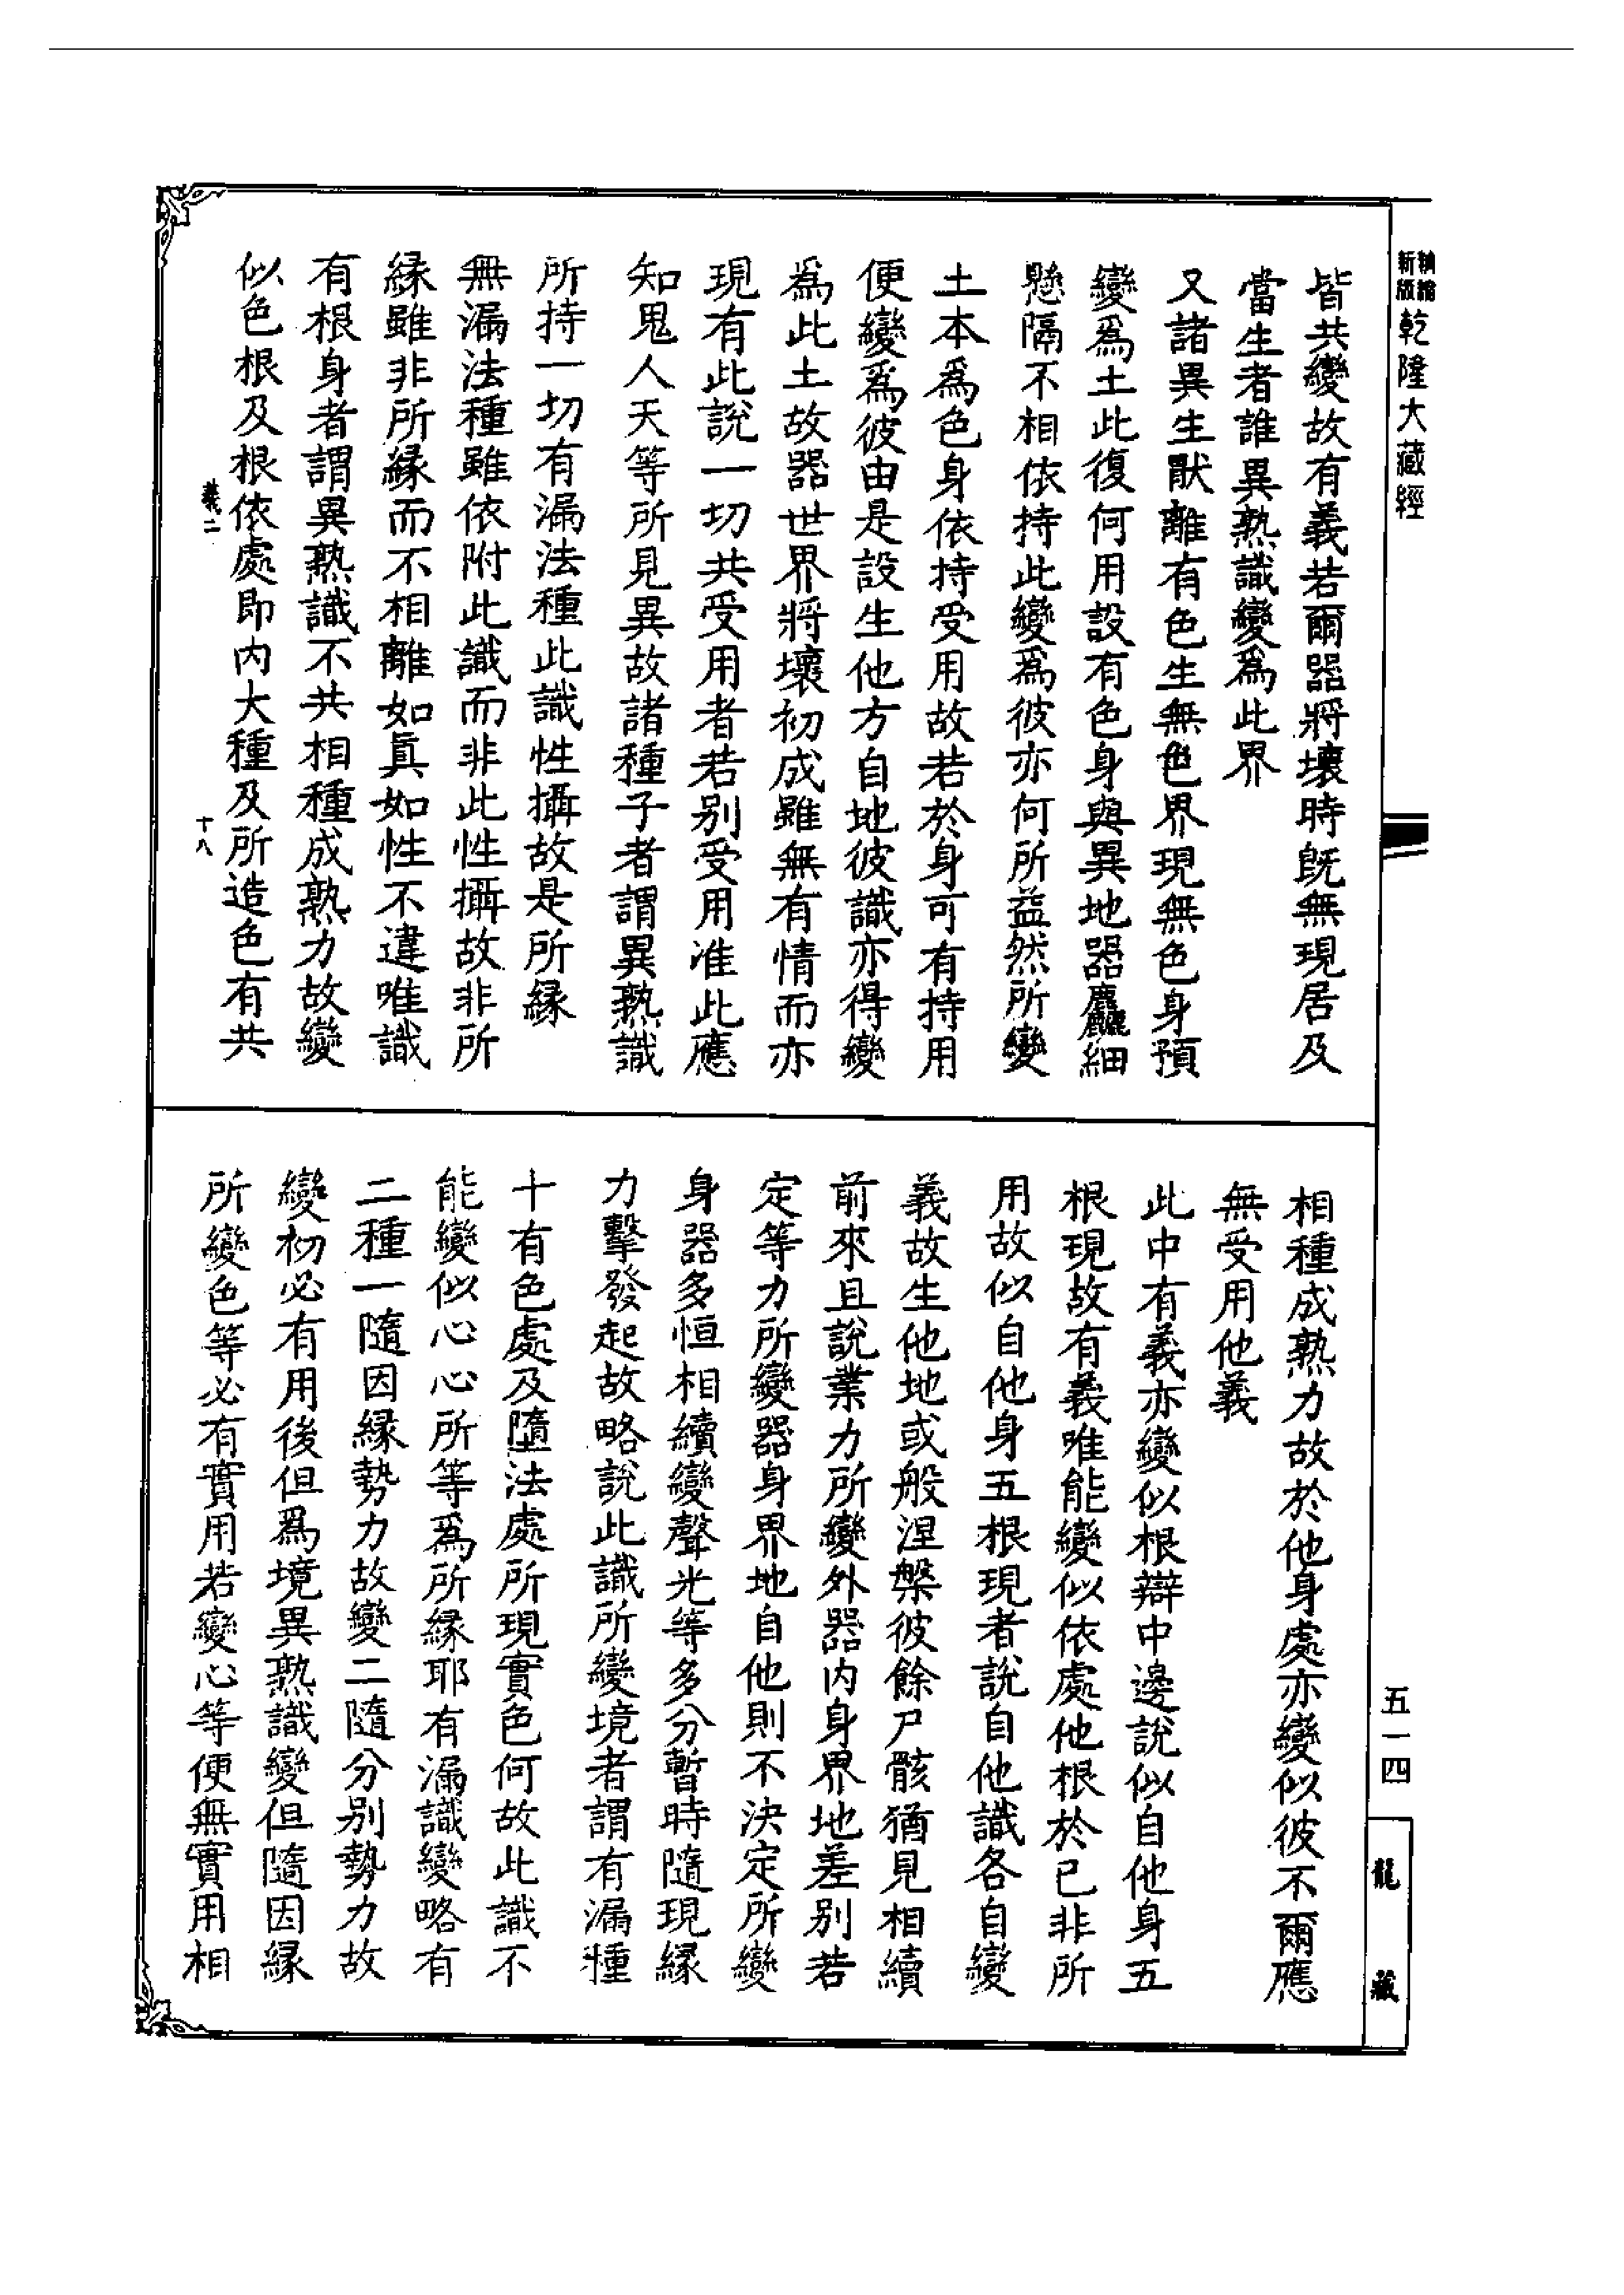 精繪
新版
乾隆大藏經
皆共變故有義若爾器將壞時既無現居及
當生者誰異熟識變爲此界
又諸異生厭離有色生無色界現無色身預
變爲土此復何用設有色身與異地器麤細
懸隔不相依持此變爲彼亦何所益然所變
土本爲色身依持受用故若於身可有持用
便變爲彼由是設生他方自地彼識亦得變
爲此土故器世界將壞初成雖無有情而亦
現有此說一切共受用者若别受用准此應
知鬼人天等所見異故諸種子者謂異熟識
所持一切有漏法種此識性攝故是所緣
無漏法種雖依附此識而非此性攝故非所
緣雖非所緣而不相離如眞如性不違唯識
有根身者謂異熟識不共相種成熟力故變
似色根及根依處即内大種及所造色有共
義二
十八
相種成熟力故於他身處亦變似彼不爾應
無受用他義
此中有義亦變似根辯中邊說似自他身五
根現故有義唯能變似依處他根於已非所
用故似自他身五根現者說自他識各自變
義故生他地或般涅槃彼餘尸骸猶見相續
前來且說業力所變外器内身界地差别若
定等力所變器身界地自他則不決定所變
身器多恒相續變聲光等多分暫時隨現緣
力擊發起故略說此識所變境者謂有漏種
十有色處及墮法處所現實色何故此識不
能變似心心所等爲所緣耶有漏識變略有
二種一隨因緣勢力故變二隨分别勢力故
變初必有用後但爲境異熟識變但隨因緣
所變色等必有實用若變心等便無實用相
五一四
龍
藏